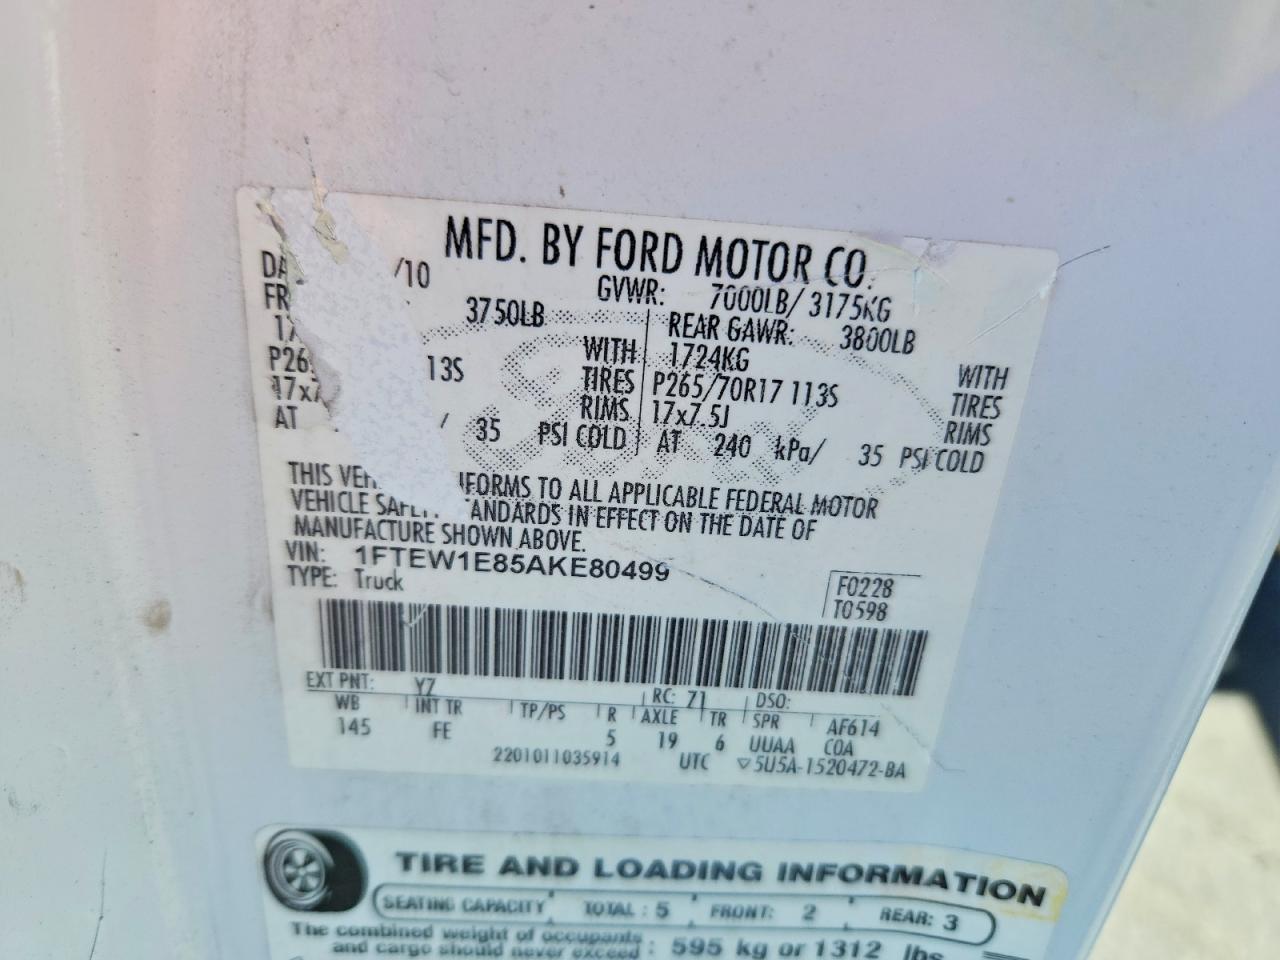 MFD. BY FORD MOTOR CO.
DA /10 GVWR: 7000LB/ 3175KG
FR 3750LB REAR GAWR: 3800LB
17 WITH 1724KG WITH
P265 13S TIRES P265/70R17 113S TIRES
17x7 RIMS 17x7.5J RIMS
AT / 35 PSI COLD AT 240 kPa/ 35 PSI COLD
THIS VEH IFORMS TO ALL APPLICABLE FEDERAL MOTOR
VEHICLE SAFET TANDARDS IN EFFECT ON THE DATE OF
MANUFACTURE SHOWN ABOVE.
VIN: 1FTEW1E85AKE80499
TYPE: Truck F0228
T0598
EXT PNT: YZ RC: 71 DSO:
WB INT TR TP/PS R AXLE TR SPR AF614
145 FE 5 19 6 UUAA COA
2201011035914 UTC ▽5U5A-1520472-BA
TIRE AND LOADING INFORMATION
SEATING CAPACITY TOTAL: 5 FRONT: 2 REAR: 3
The combined weight of occupants
and cargo should never exceed: 595 kg or 1312 lbs